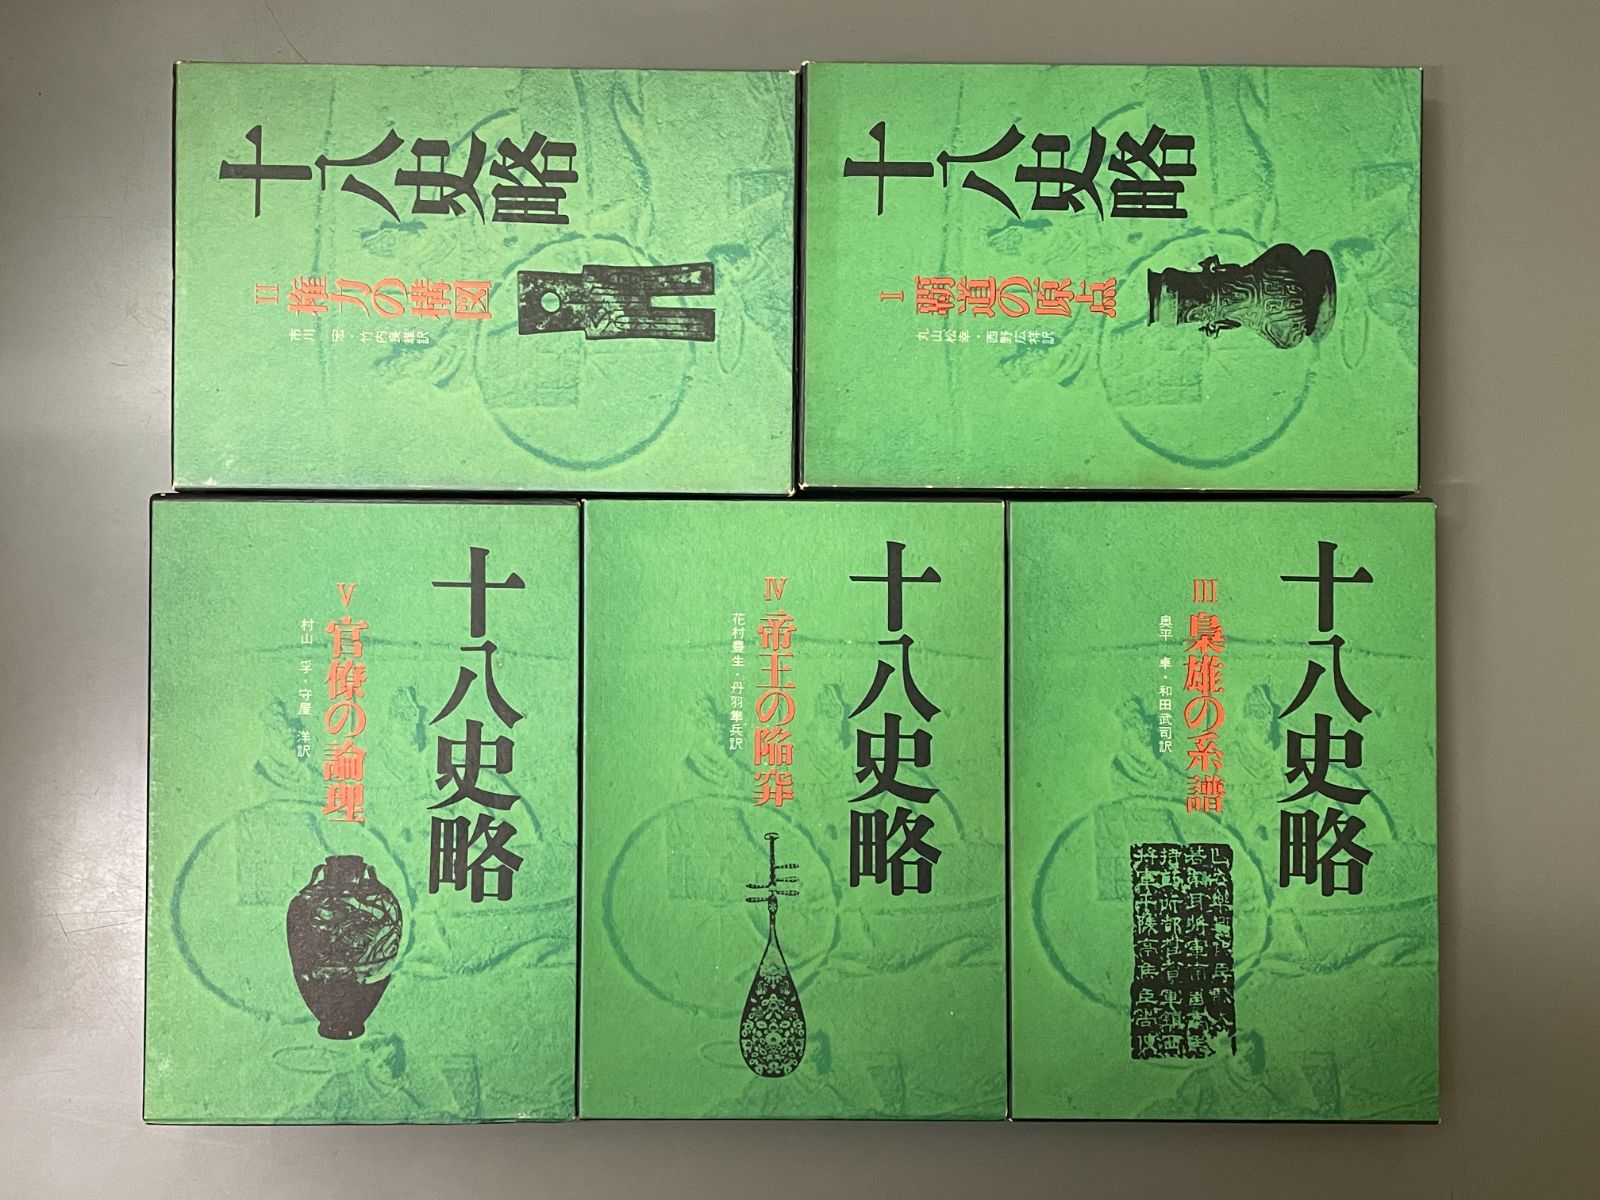 十八史略
I 覇道の原点
丸山松幸・西野広祥訳
十八史略
II 権力の構図
市川 宏・竹内良雄訳
十八史略
III 梟雄の系譜
奥平 卓・和田武司訳
十八史略
IV 帝王の陥穽
花村豊生・丹羽隼兵訳
十八史略
V 官僚の論理
村山 孚・守屋 洋訳